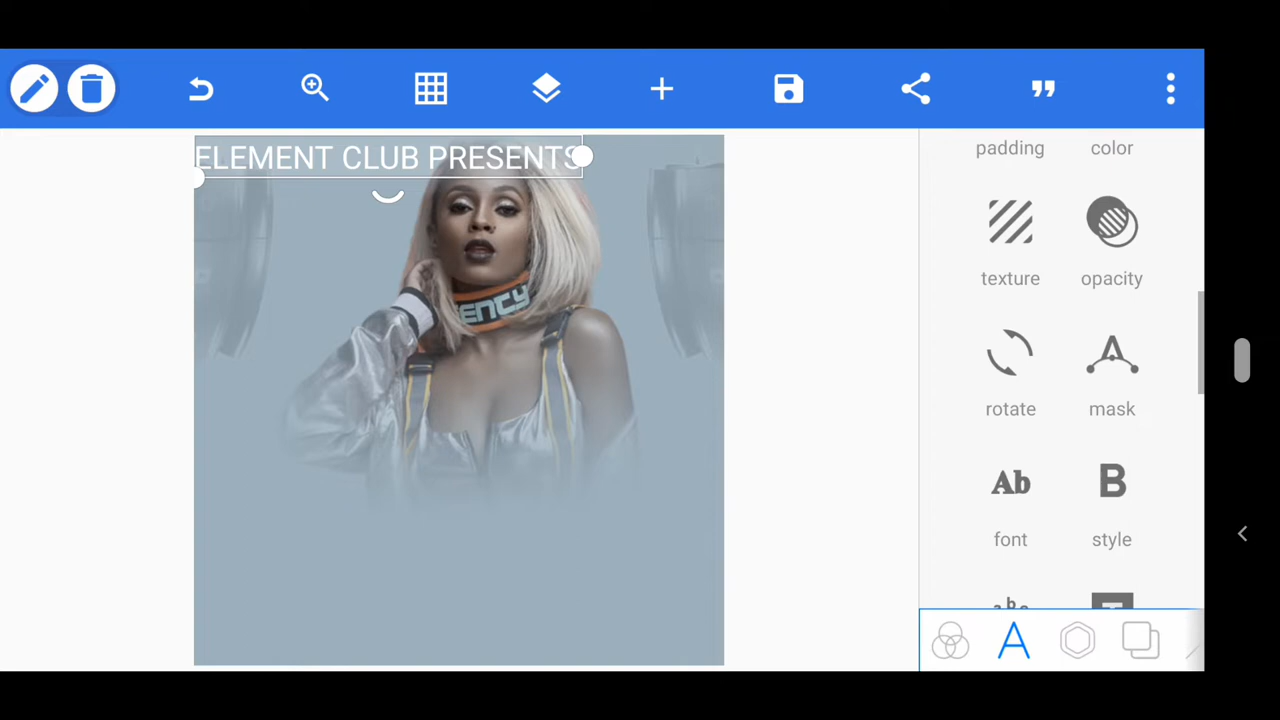 ELEMENT CLUB PRESENTS
padding
color
ENCY
texture
opacity
rotate
mask
Ab
B
font
style